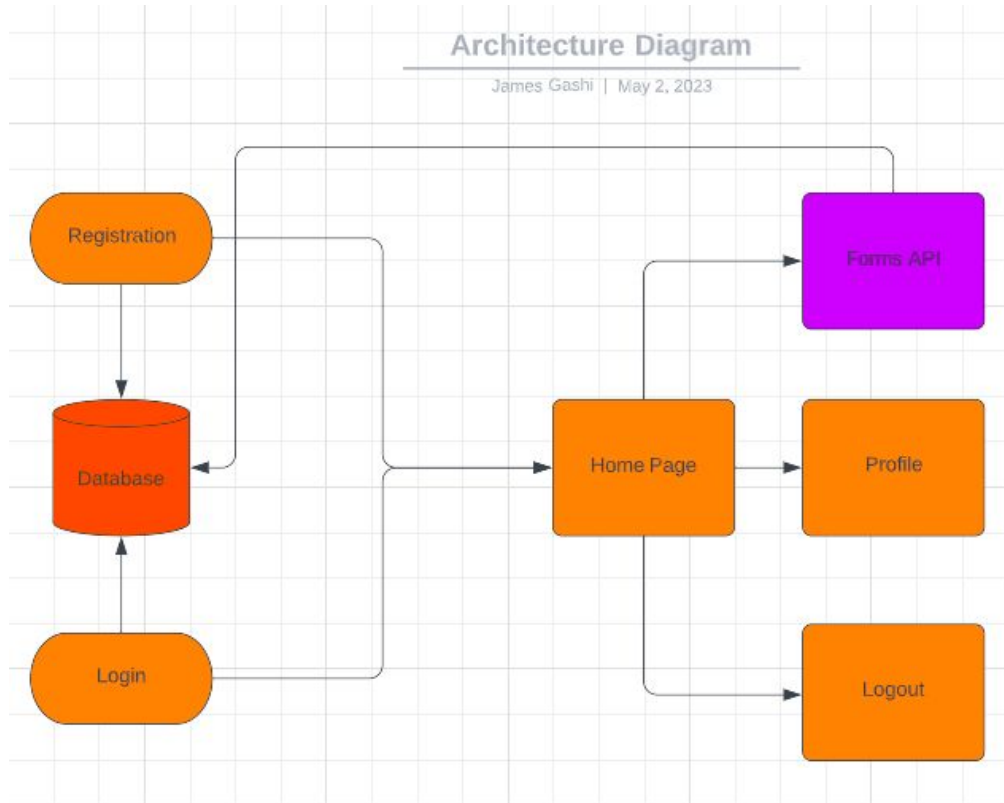 Architecture Diagram
James Gashi | May 2, 2023
Registration
Forms API
Database
Home Page
Profile
Login
Logout